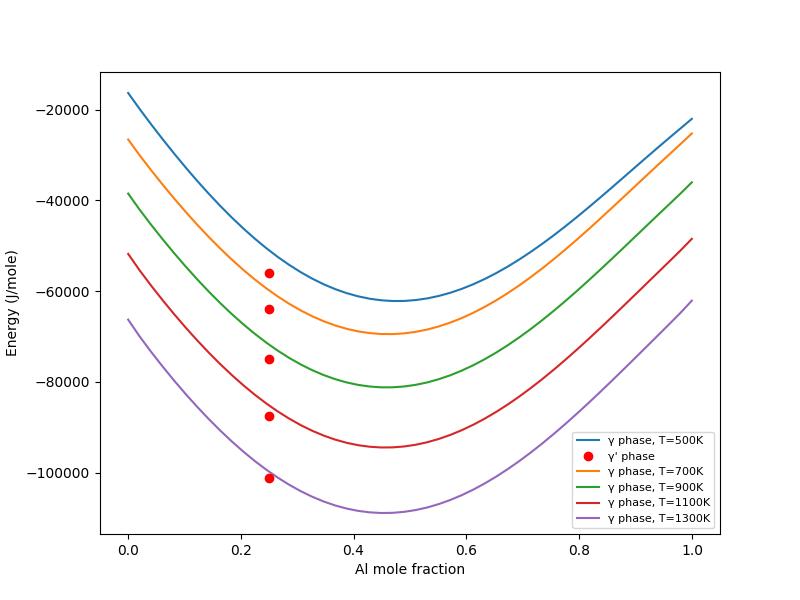 −20000
−40000
−60000
−80000
−100000
Energy (J/mole)
γ phase, T=500K
γ' phase
γ phase, T=700K
γ phase, T=900K
γ phase, T=1100K
γ phase, T=1300K
0.0 0.2 0.4 0.6 0.8 1.0
Al mole fraction